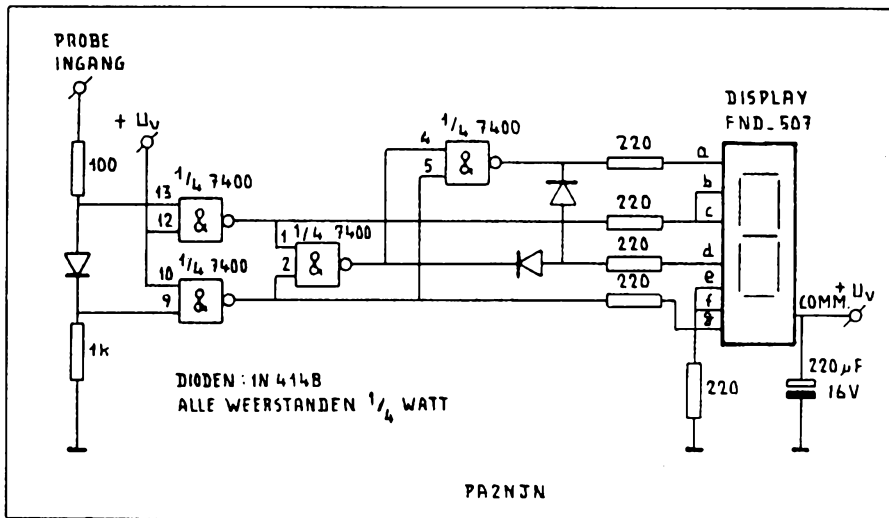 PROBE
INGANG
+ Uv
100
1/4 7400
13
12
&
1/4 7400
10
9
&
1k
1/4 7400
1
2
&
1/4 7400
4
5
&
220
220
220
220
220
a
b
c
d
e
f
g
DISPLAY
FND_507
COMM.
+ Uv
220 µF
16V
DIODEN : 1N 4148
ALLE WEERSTANDEN 1/4 WATT
PA2NJN